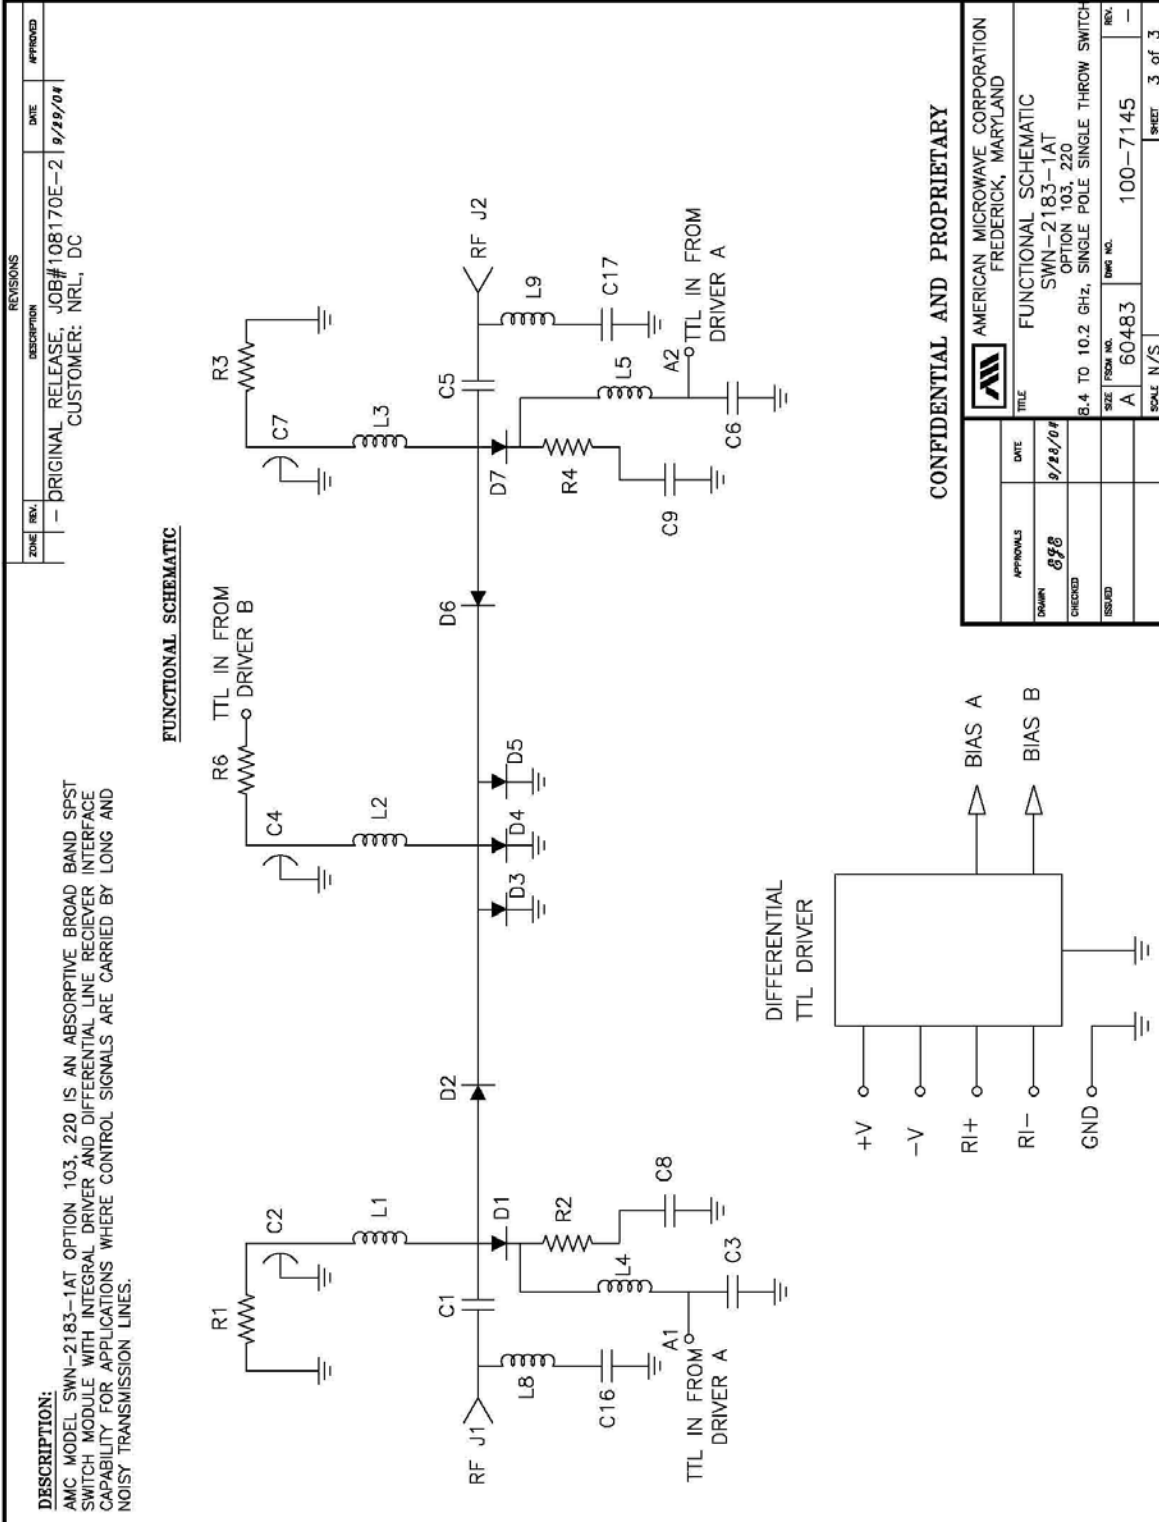 REVISIONS
ZONE REV. DESCRIPTION DATE APPROVED
— ORIGINAL RELEASE, JOB#108170E-2 9/29/04
CUSTOMER: NRL, DC
DESCRIPTION:
AMC MODEL SWN-2183-1AT OPTION 103, 220 IS AN ABSORPTIVE BROAD BAND SPST
SWITCH MODULE WITH INTEGRAL DRIVER AND DIFFERENTIAL LINE RECIEVER INTERFACE
CAPABILITY FOR APPLICATIONS WHERE CONTROL SIGNALS ARE CARRIED BY LONG AND
NOISY TRANSMISSION LINES.
FUNCTIONAL SCHEMATIC
R1
C2
L1
R6
TTL IN FROM
DRIVER B
C4
L2
R3
C7
L3
RF J1
C1
D2
D6
C5
RF J2
L8
C16
D1
R2
L4
C8
C3
A1
TTL IN FROM
DRIVER A
D3
D4
D5
D7
R4
C9
L5
C6
A2
TTL IN FROM
DRIVER A
L9
C17
DIFFERENTIAL
TTL DRIVER
+V
-V
RI+
RI-
GND
BIAS A
BIAS B
CONFIDENTIAL AND PROPRIETARY
AMERICAN MICROWAVE CORPORATION
FREDERICK, MARYLAND
APPROVALS DATE
DRAWN 9/28/04
CHECKED
ISSUED
TITLE
FUNCTIONAL SCHEMATIC
SWN-2183-1AT
OPTION 103, 220
8.4 TO 10.2 GHz, SINGLE POLE SINGLE THROW SWITCH
SIZE A
FSCM NO. 60483
DWG NO. 100-7145
REV. —
SCALE N/S
SHEET 3 of 3